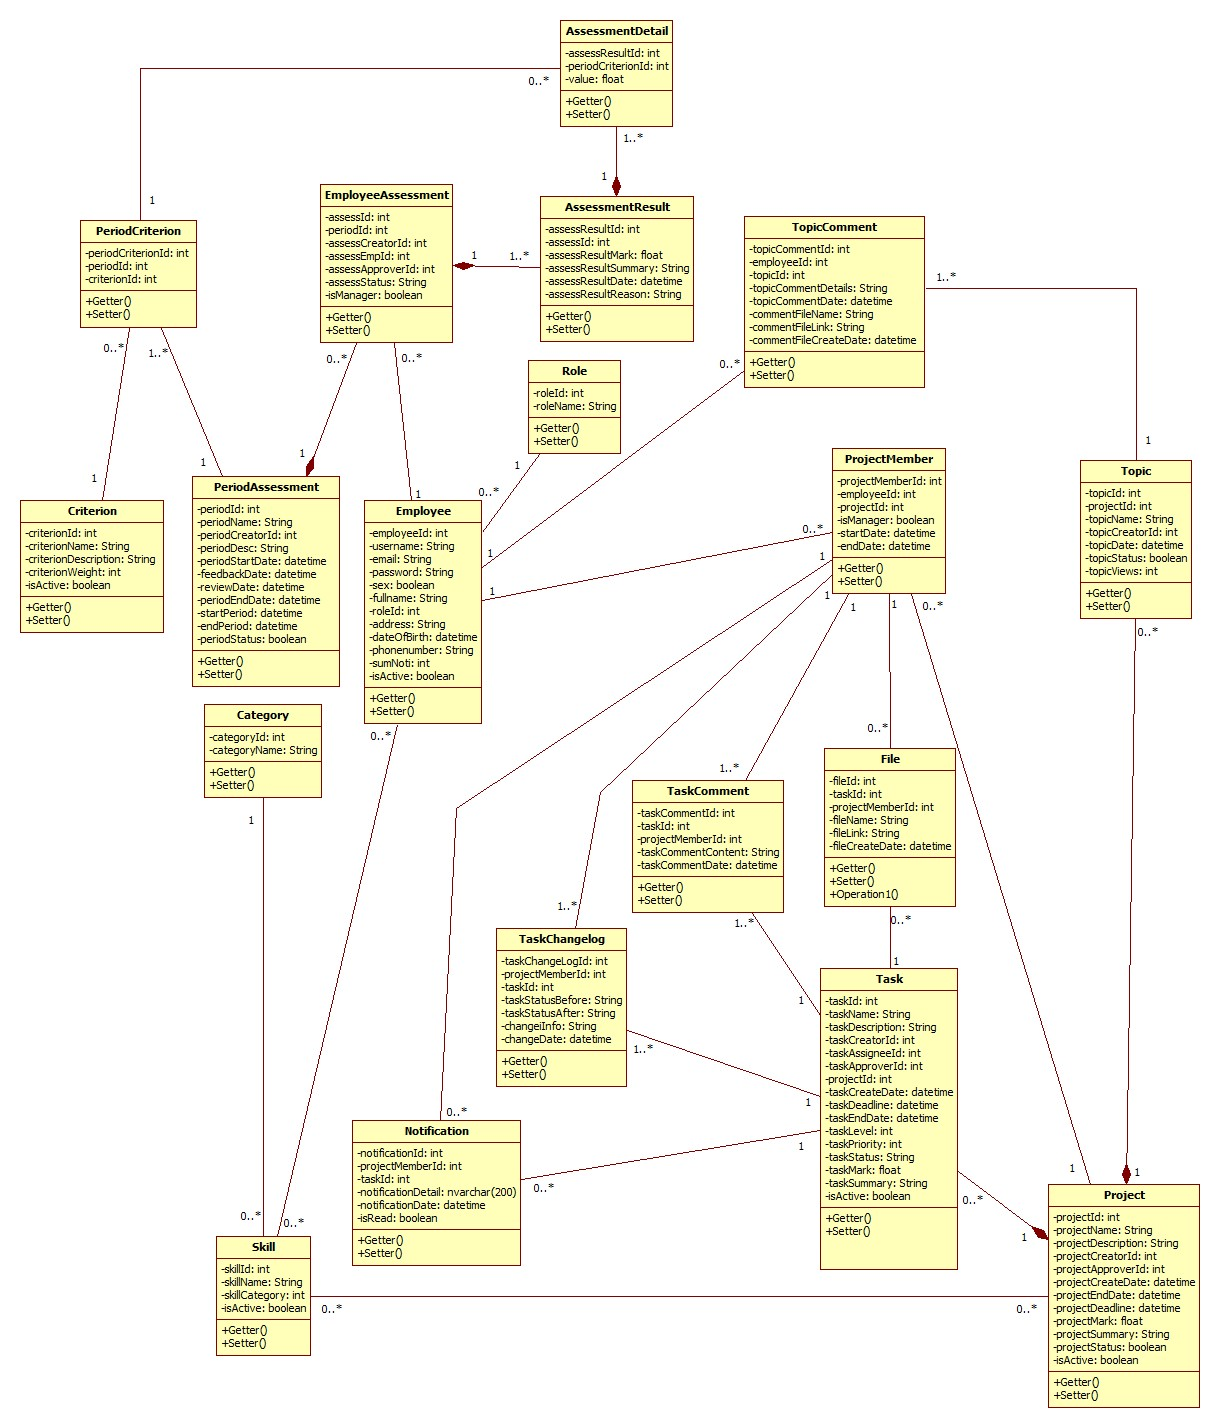 AssessmentDetail
-assessResultId: int
-periodCriterionId: int
-value: float
+Getter()
+Setter()
0..*
1..*
1
1
EmployeeAssessment
-assessId: int
-periodId: int
-assessCreatorId: int
-assessEmpId: int
-assessApproverId: int
-assessStatus: String
-isManager: boolean
+Getter()
+Setter()
1
1..*
AssessmentResult
-assessResultId: int
-assessId: int
-assessResultMark: float
-assessResultSummary: String
-assessResultDate: datetime
-assessResultReason: String
+Getter()
+Setter()
PeriodCriterion
-periodCriterionId: int
-periodId: int
-criterionId: int
+Getter()
+Setter()
0..*
1..*
0..*
0..*
TopicComment
-topicCommentId: int
-employeeId: int
-topicId: int
-topicCommentDetails: String
-topicCommentDate: datetime
-commentFileName: String
-commentFileLink: String
-commentFileCreateDate: datetime
+Getter()
+Setter()
1..*
0..*
Role
-roleId: int
-roleName: String
+Getter()
+Setter()
1
0..*
1
1
1
1
1
Criterion
-criterionId: int
-criterionName: String
-criterionDescription: String
-criterionWeight: int
-isActive: boolean
+Getter()
+Setter()
PeriodAssessment
-periodId: int
-periodName: String
-periodCreatorId: int
-periodDesc: String
-periodStartDate: datetime
-feedbackDate: datetime
-reviewDate: datetime
-periodEndDate: datetime
-startPeriod: datetime
-endPeriod: datetime
-periodStatus: boolean
+Getter()
+Setter()
Employee
-employeeId: int
-username: String
-email: String
-password: String
-sex: boolean
-fullname: String
-roleId: int
-address: String
-dateOfBirth: datetime
-phonenumber: String
-sumNoti: int
-isActive: boolean
+Getter()
+Setter()
1
1
0..*
ProjectMember
-projectMemberId: int
-employeeId: int
-projectId: int
-isManager: boolean
-startDate: datetime
-endDate: datetime
+Getter()
+Setter()
0..*
1
1
1
1
0..*
Topic
-topicId: int
-projectId: int
-topicName: String
-topicCreatorId: int
-topicDate: datetime
-topicStatus: boolean
-topicViews: int
+Getter()
+Setter()
0..*
Category
-categoryId: int
-categoryName: String
+Getter()
+Setter()
1
0..*
File
-fileId: int
-taskId: int
-projectMemberId: int
-fileName: String
-fileLink: String
-fileCreateDate: datetime
+Getter()
+Setter()
+Operation1()
0..*
1
1..*
TaskComment
-taskCommentId: int
-taskId: int
-projectMemberId: int
-taskCommentContent: String
-taskCommentDate: datetime
+Getter()
+Setter()
1..*
1
1..*
TaskChangelog
-taskChangeLogId: int
-projectMemberId: int
-taskId: int
-taskStatusBefore: String
-taskStatusAfter: String
-changeiInfo: String
-changeDate: datetime
+Getter()
+Setter()
1..*
1
Task
-taskId: int
-taskName: String
-taskDescription: String
-taskCreatorId: int
-taskAssigneeId: int
-taskApproverId: int
-projectId: int
-taskCreateDate: datetime
-taskDeadline: datetime
-taskEndDate: datetime
-taskLevel: int
-taskPriority: int
-taskStatus: String
-taskMark: float
-taskSummary: String
-isActive: boolean
+Getter()
+Setter()
0..*
Notification
-notificationId: int
-projectMemberId: int
-taskId: int
-notificationDetail: nvarchar(200)
-notificationDate: datetime
-isRead: boolean
+Getter()
+Setter()
0..*
1
0..*
1
1
1
0..*
0..*
Skill
-skillId: int
-skillName: String
-skillCategory: int
-isActive: boolean
+Getter()
+Setter()
0..*
0..*
Project
-projectId: int
-projectName: String
-projectDescription: String
-projectCreatorId: int
-projectApproverId: int
-projectCreateDate: datetime
-projectEndDate: datetime
-projectDeadline: datetime
-projectMark: float
-projectSummary: String
-projectStatus: boolean
-isActive: boolean
+Getter()
+Setter()